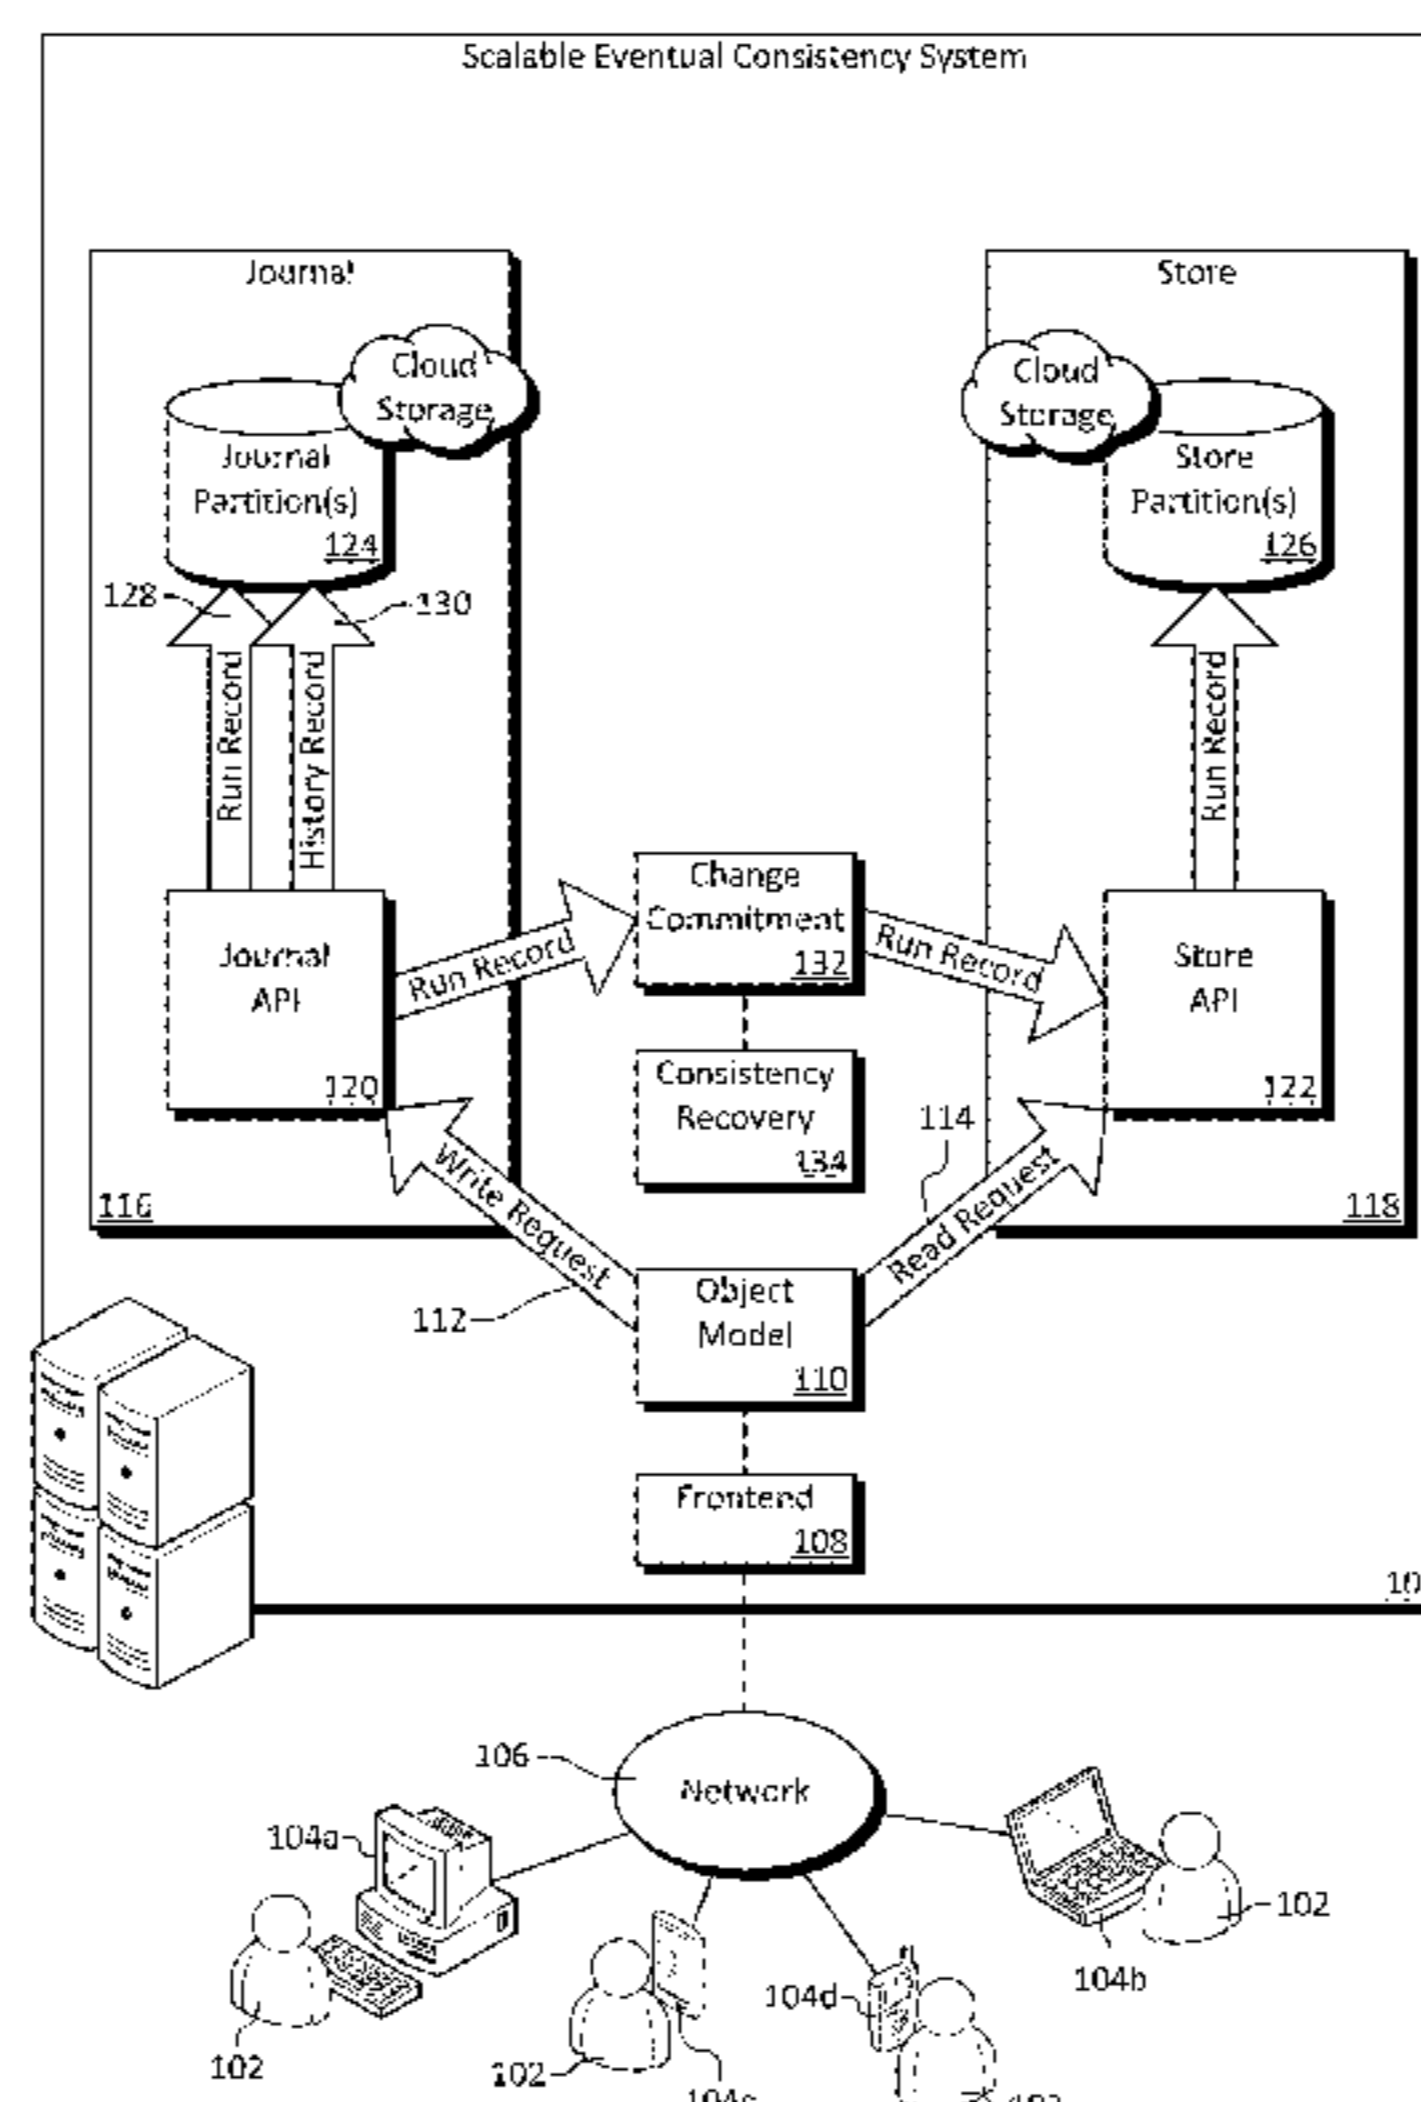 Scalable Eventual Consistency System
Journal
Store
Cloud
Storage
Cloud
Storage
Journal
Partition(s)
124
Store
Partition(s)
126
128
130
Run Record
History Record
Run Record
Change
Commitment
132
Journal
API
120
Run Record
Run Record
Store
API
122
Consistency
Recovery
134
114
Write Request
Read Request
116
118
112
Object
Model
110
Frontend
108
10
106
Network
104a
102
104b
104d
102
102
104c